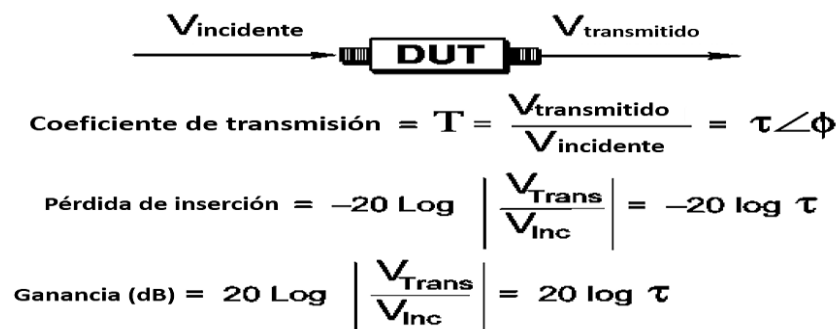 Vincidente DUT Vtransmitido
Coeficiente de transmisión = T = Vtransmitido / Vincidente = τ∠ϕ
Pérdida de inserción = −20 Log | VTrans / VInc | = −20 log τ
Ganancia (dB) = 20 Log | VTrans / VInc | = 20 log τ